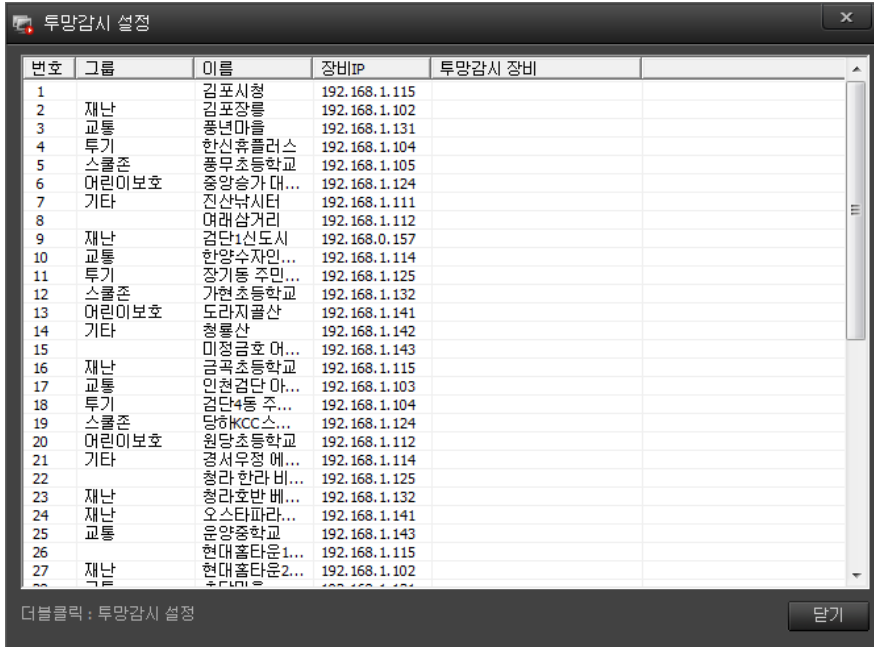 투망감시 설정
번호 그룹 이름 장비IP 투망감시 장비
1 김포시청 192.168.1.115
2 재난 김포장릉 192.168.1.102
3 교통 풍년마을 192.168.1.131
4 투기 한신휴플러스 192.168.1.104
5 스쿨존 풍무초등학교 192.168.1.105
6 어린이보호 중앙승가대... 192.168.1.124
7 기타 진산낚시터 192.168.1.111
8 여래삼거리 192.168.1.112
9 재난 검단1신도시 192.168.0.157
10 교통 한양수자인... 192.168.1.114
11 투기 장기동 주민... 192.168.1.125
12 스쿨존 가현초등학교 192.168.1.132
13 어린이보호 도라지골산 192.168.1.141
14 기타 청룡산 192.168.1.142
15 미정금호 어... 192.168.1.143
16 재난 금곡초등학교 192.168.1.115
17 교통 인천검단 아... 192.168.1.103
18 투기 검단4동 주... 192.168.1.104
19 스쿨존 당하KCC스... 192.168.1.124
20 어린이보호 원당초등학교 192.168.1.112
21 기타 경서우정 에... 192.168.1.114
22 청라 한라 비... 192.168.1.125
23 재난 청라호반 베... 192.168.1.132
24 재난 오스타파라... 192.168.1.141
25 교통 운양중학교 192.168.1.143
26 현대홈타운1... 192.168.1.115
27 재난 현대홈타운2... 192.168.1.102
더블클릭 : 투망감시 설정
닫기